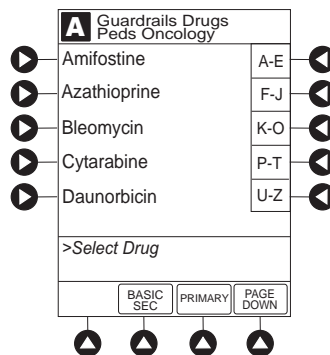 A Guardrails Drugs
Peds Oncology
Amifostine A-E
Azathioprine F-J
Bleomycin K-O
Cytarabine P-T
Daunorbicin U-Z
>Select Drug
BASIC SEC PRIMARY PAGE DOWN